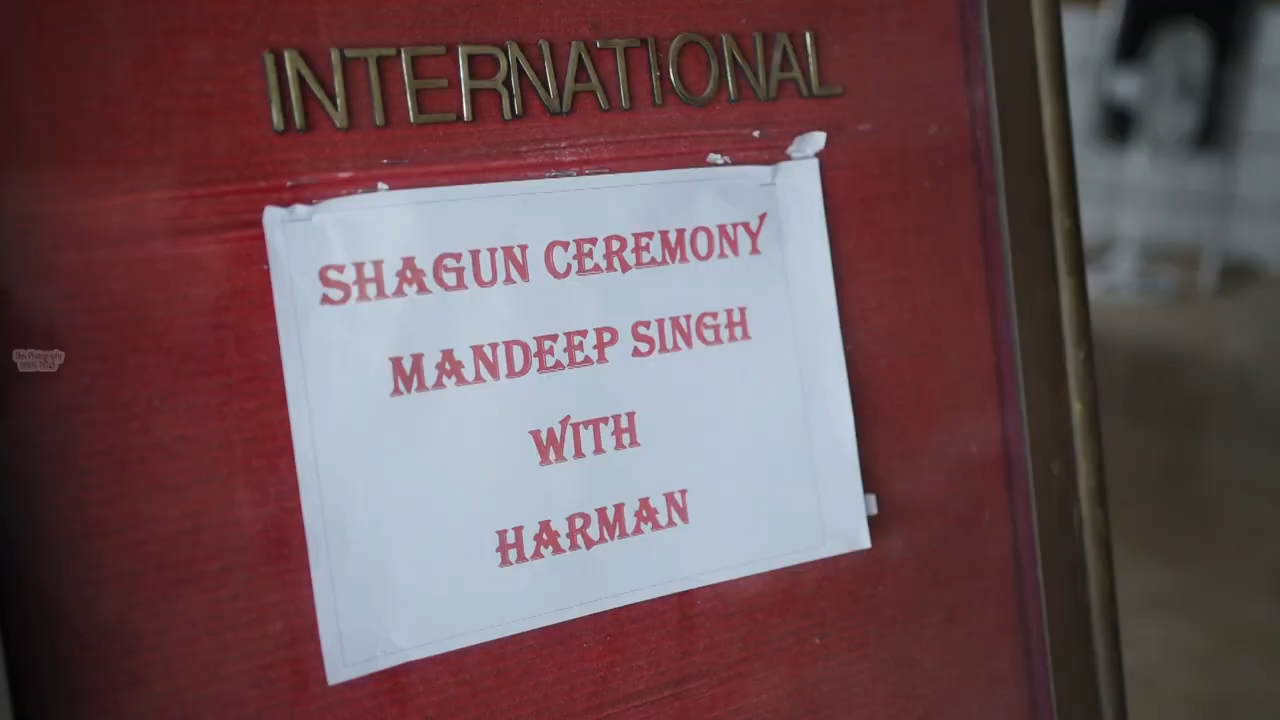 INTERNATIONAL
SHAGUN CEREMONY
MANDEEP SINGH
WITH
HARMAN